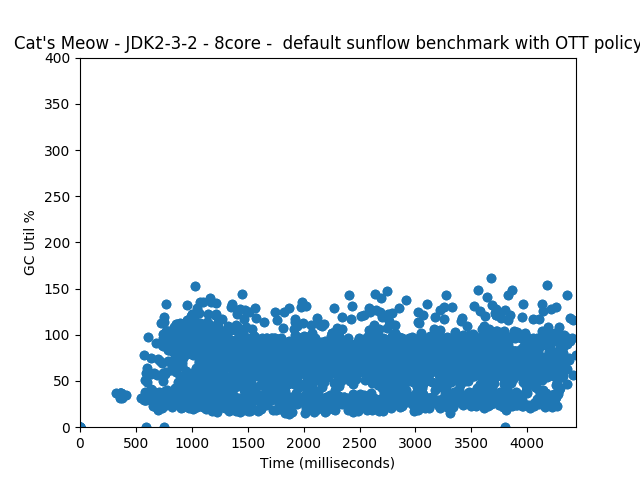 Cat's Meow - JDK2-3-2 - 8core -  default sunflow benchmark with OTT policy
400
350
300
250
200
150
100
50
0
GC Util %
0 500 1000 1500 2000 2500 3000 3500 4000
Time (milliseconds)